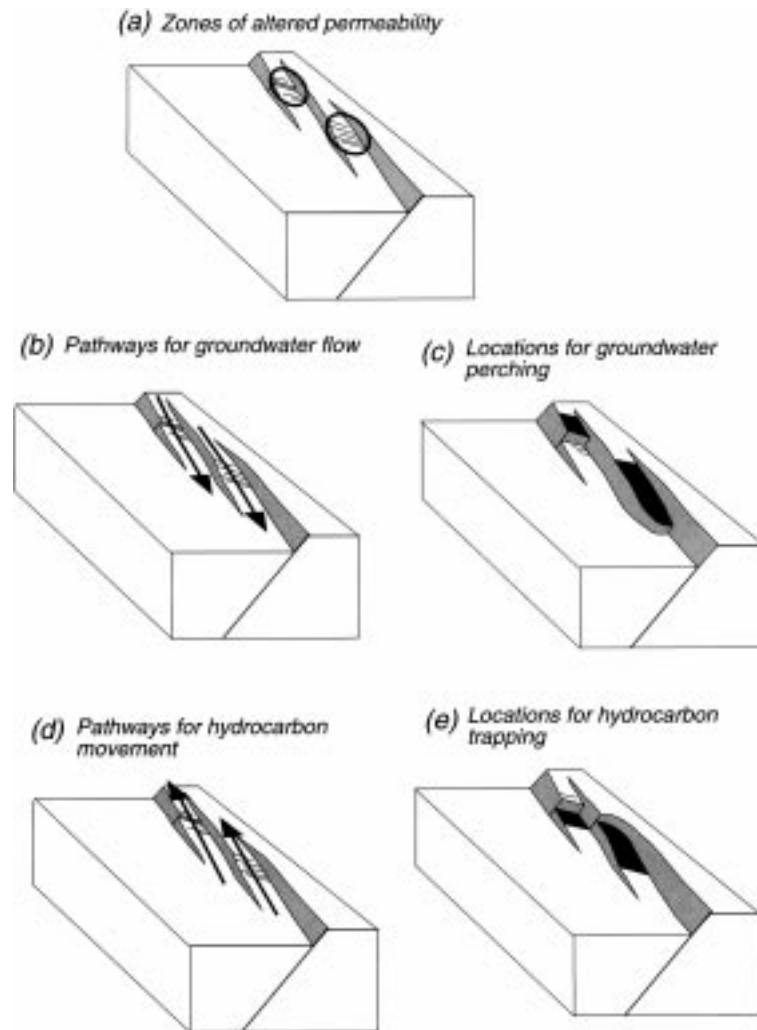 (a) Zones of altered permeability
(b) Pathways for groundwater flow
(c) Locations for groundwater
perching
(d) Pathways for hydrocarbon
movement
(e) Locations for hydrocarbon
trapping